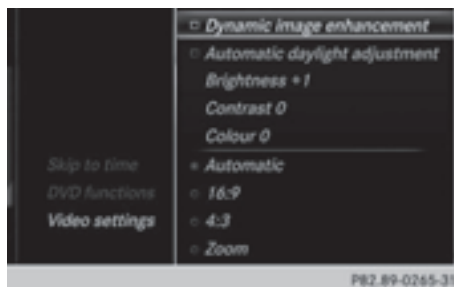 Dynamic image enhancement
Automatic daylight adjustment
Brightness +1
Contrast 0
Colour 0
Automatic
16:9
4:3
Zoom
Skip to time
DVD functions
Video settings
P82.89-0265-31